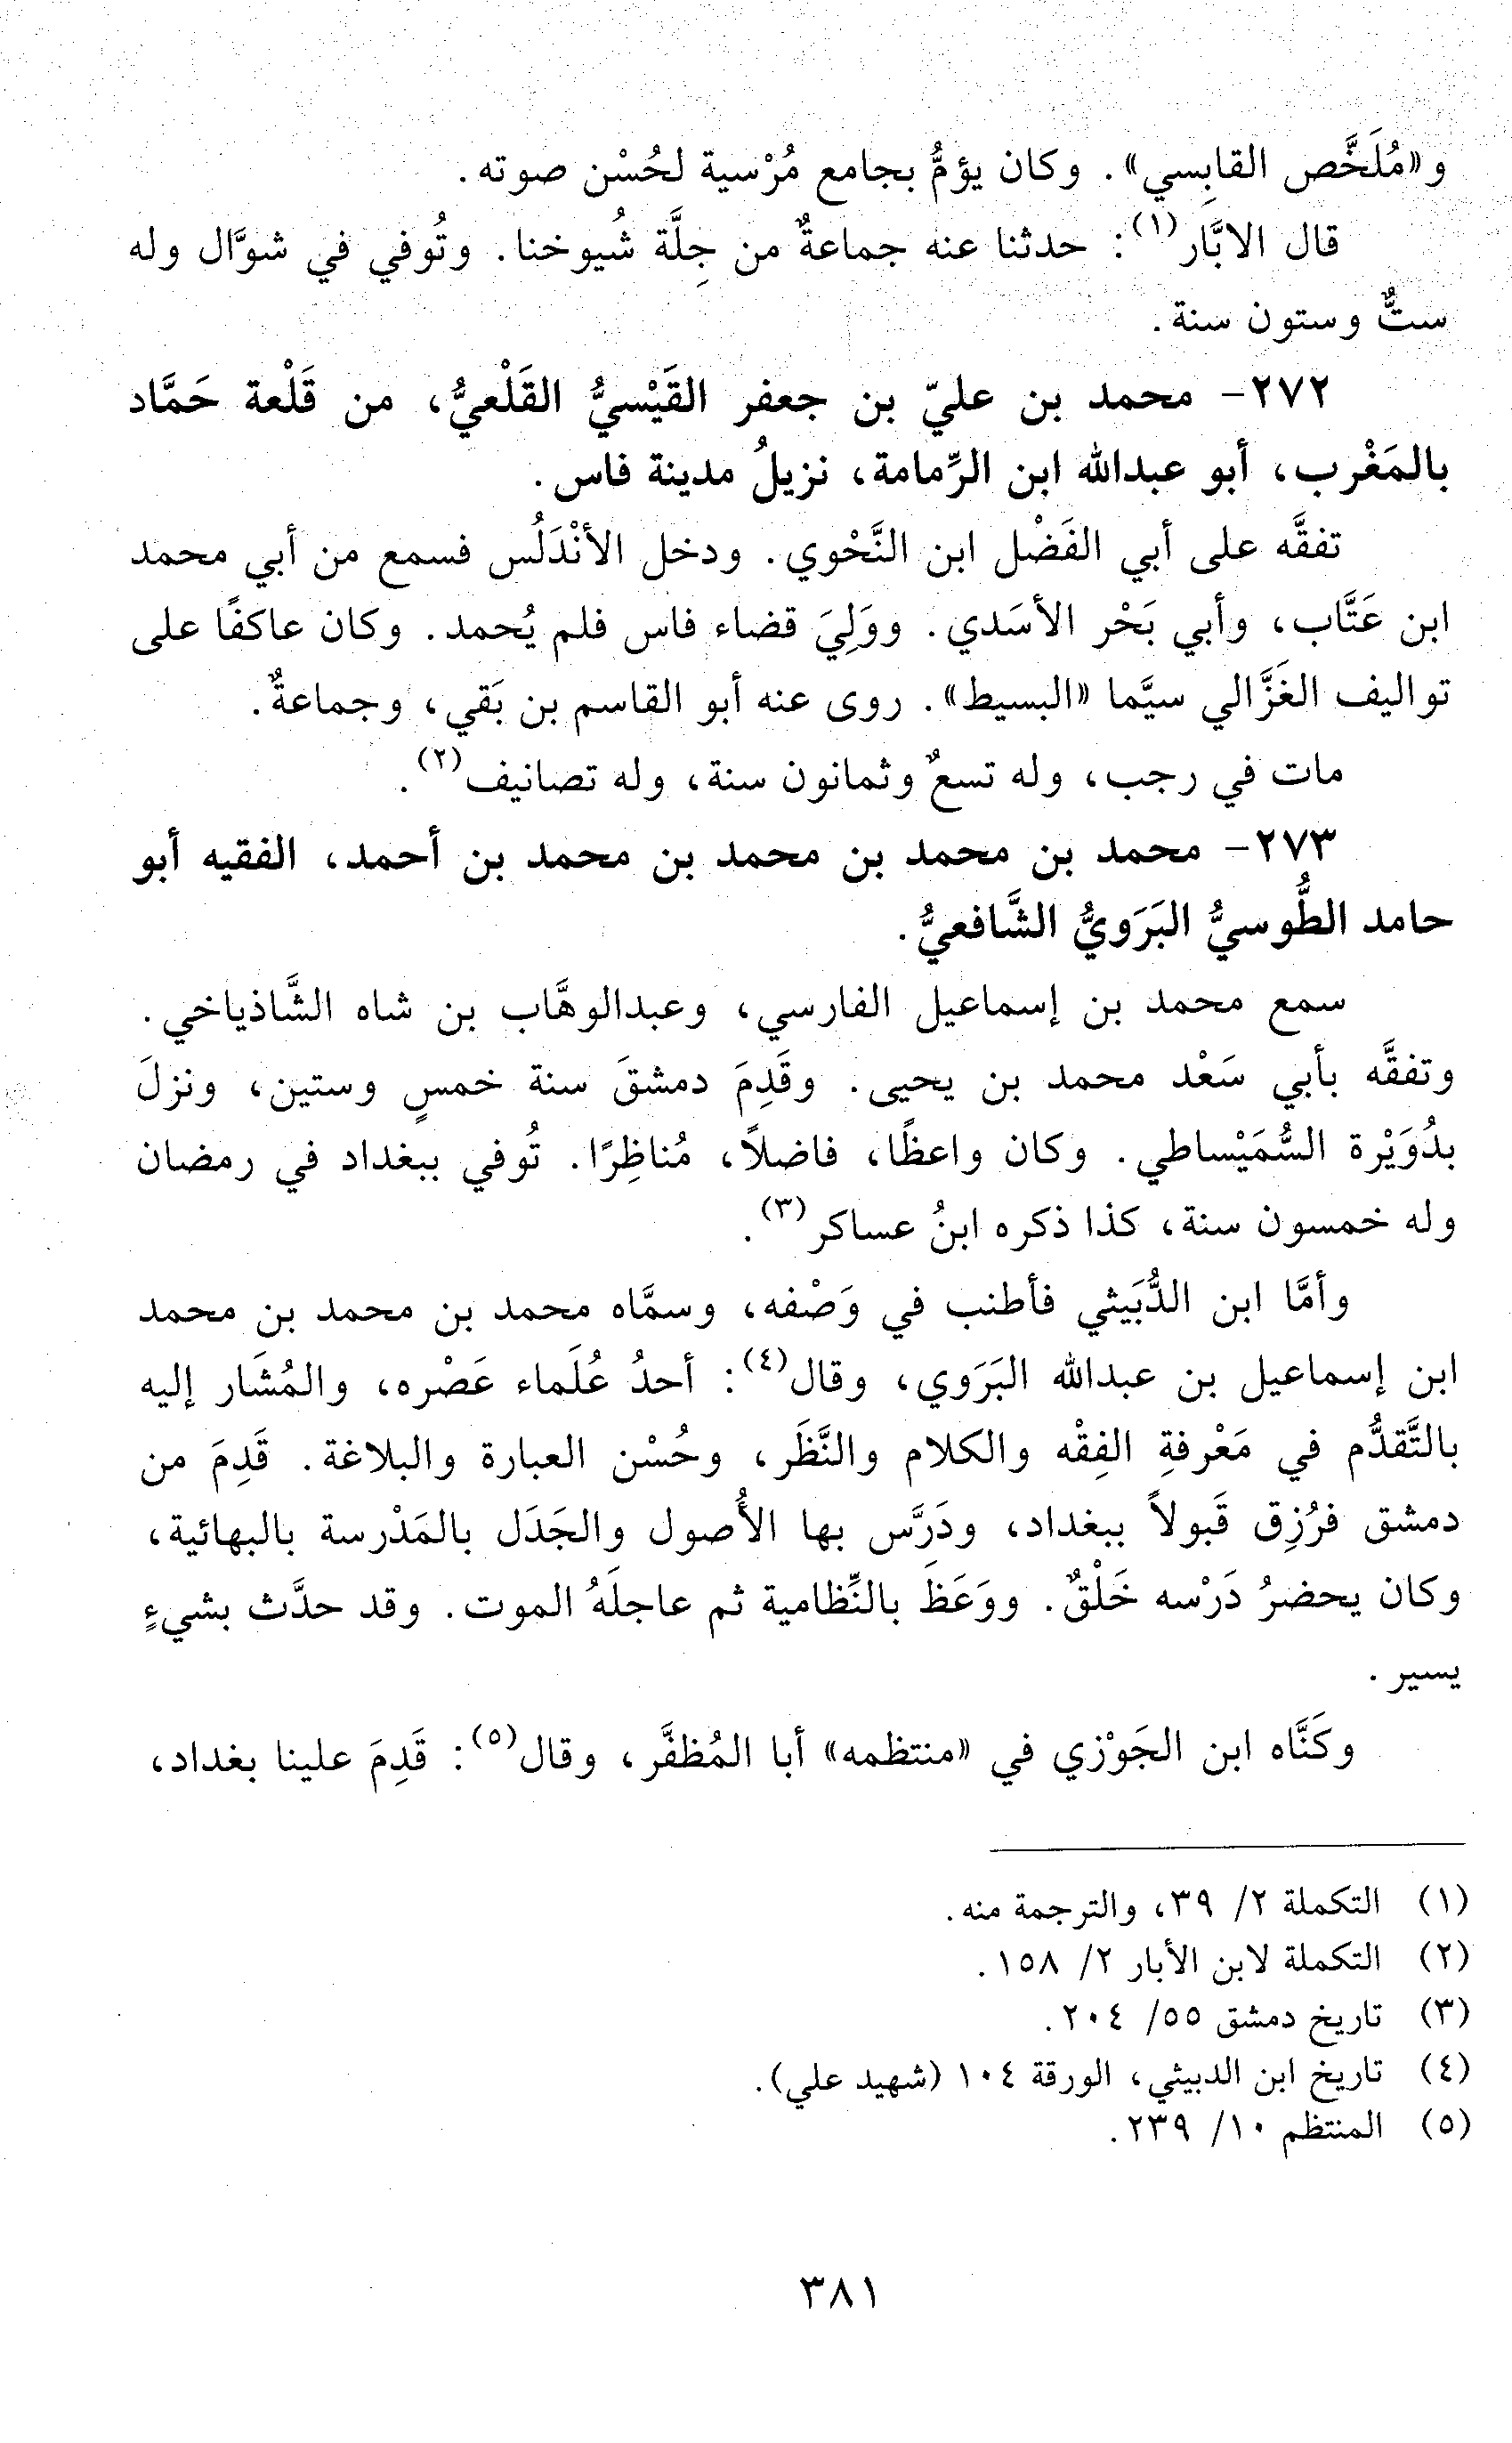 و«مُلَخَّص القابِسي». وكان يؤمُّ بجامع مُرْسية لحُسْن صوته.
قال الابَّار(١): حدثنا عنه جماعةٌ من جِلَّة شُيوخنا. وتُوفي في شوَّال وله
ستٌّ وستون سنة.
٢٧٢- محمد بن عليّ بن جعفر القَيْسيُّ القَلْعيُّ، من قَلْعة حَمَّاد
بالمَغْرب، أبو عبدالله ابن الرِّمامة، نزيلُ مدينة فاس.
تفقَّه على أبي الفَضْل ابن النَّحْوي. ودخل الأنْدَلُس فسمع من أبي محمد
ابن عَتَّاب، وأبي بَحْر الأسَدي. ووَلِيَ قضاء فاس فلم يُحمد. وكان عاكفًا على
تواليف الغَزَّالي سيَّما «البسيط». روى عنه أبو القاسم بن بَقي، وجماعةٌ.
مات في رجب، وله تسعٌ وثمانون سنة، وله تصانيف(٢).
٢٧٣- محمد بن محمد بن محمد بن محمد بن أحمد، الفقيه أبو
حامد الطُّوسيُّ البَرَويُّ الشَّافعيُّ.
سمع محمد بن إسماعيل الفارسي، وعبدالوهَّاب بن شاه الشَّاذياخي.
وتفقَّه بأبي سَعْد محمد بن يحيى. وقَدِمَ دمشقَ سنة خمسٍ وستين، ونزلَ
بدُوَيْرة السُّمَيْساطي. وكان واعظًا، فاضلاً، مُناظِرًا. تُوفي ببغداد في رمضان
وله خمسون سنة، كذا ذكره ابنُ عساكر(٣).
وأمَّا ابن الدُّبَيثي فأطنب في وَصْفه، وسمَّاه محمد بن محمد بن محمد
ابن إسماعيل بن عبدالله البَرَوي، وقال(٤): أحدُ عُلَماء عَصْره، والمُشَار إليه
بالتَّقدُّم في مَعْرفةِ الفِقْه والكلام والنَّظَر، وحُسْن العبارة والبلاغة. قَدِمَ من
دمشق فرُزِق قَبولاً ببغداد، ودَرَّس بها الأُصول والجَدَل بالمَدْرسة بالبهائية،
وكان يحضرُ دَرْسه خَلْقٌ. ووَعَظَ بالنِّظامية ثم عاجلَهُ الموت. وقد حدَّث بشيءٍ
يسير.
وكَنَّاه ابن الجَوْزي في «منتظمه» أبا المُظفَّر، وقال(٥): قَدِمَ علينا بغداد،
(١) التكملة ٢/ ٣٩، والترجمة منه.
(٢) التكملة لابن الأبار ٢/ ١٥٨.
(٣) تاريخ دمشق ٥٥/ ٢٠٤.
(٤) تاريخ ابن الدبيثي، الورقة ١٠٤ (شهيد علي).
(٥) المنتظم ١٠/ ٢٣٩.
٣٨١